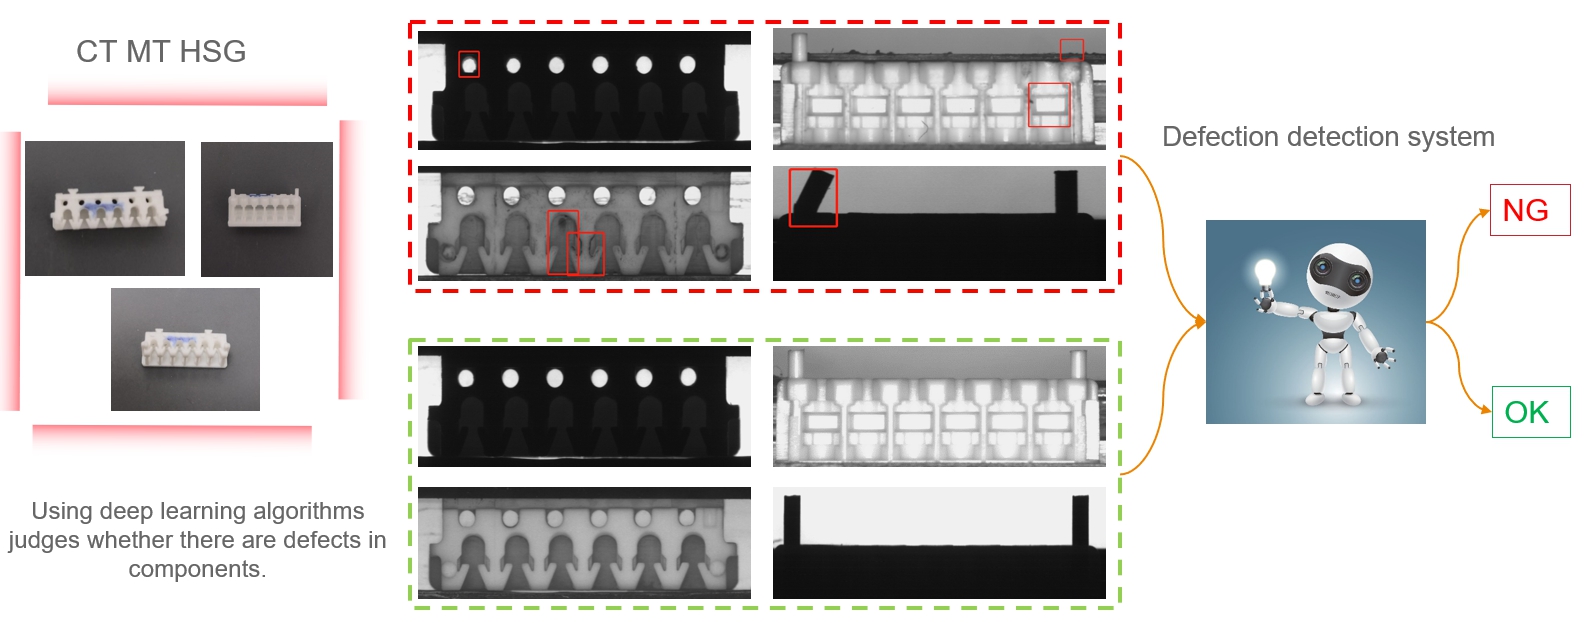 CT MT HSG
Defection detection system
NG
OK
Using deep learning algorithms
judges whether there are defects in
components.